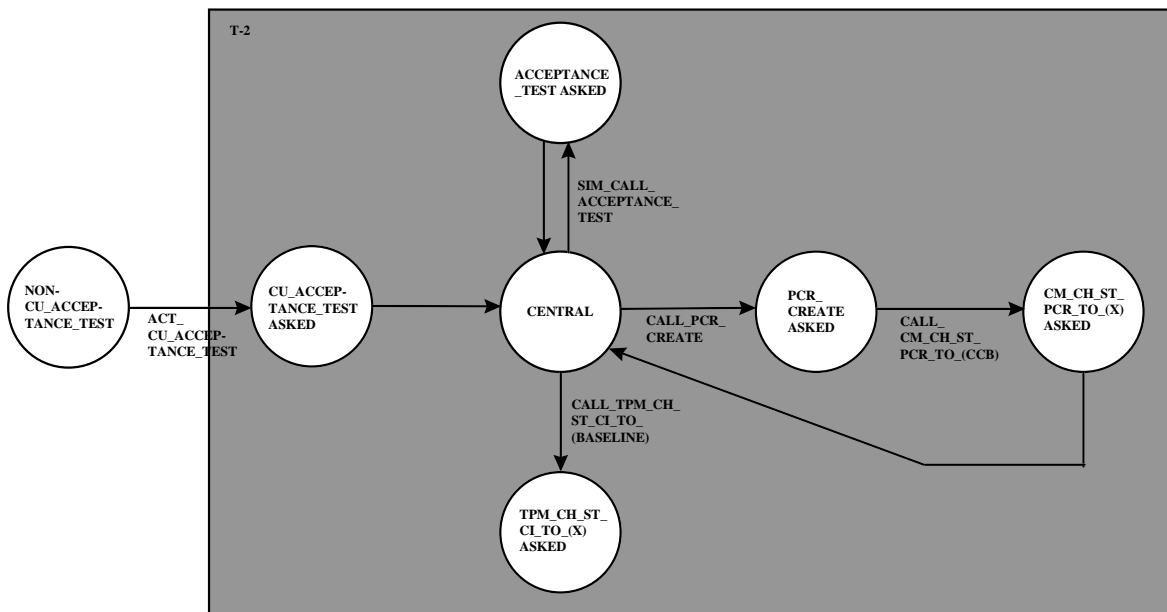 T-2
ACCEPTANCE
_TEST ASKED
SIM_CALL_
ACCEPTANCE_
TEST
NON-
CU_ACCEP-
TANCE_TEST
ACT_
CU_ACCEP-
TANCE_TEST
CU_ACCEP-
TANCE_TEST
ASKED
CENTRAL
CALL_PCR_
CREATE
PCR_
CREATE
ASKED
CALL_
CM_CH_ST_
PCR_TO_(CCB)
CM_CH_ST_
PCR_TO_(X)
ASKED
CALL_TPM_CH_
ST_CI_TO_
(BASELINE)
TPM_CH_ST_
CI_TO_(X)
ASKED